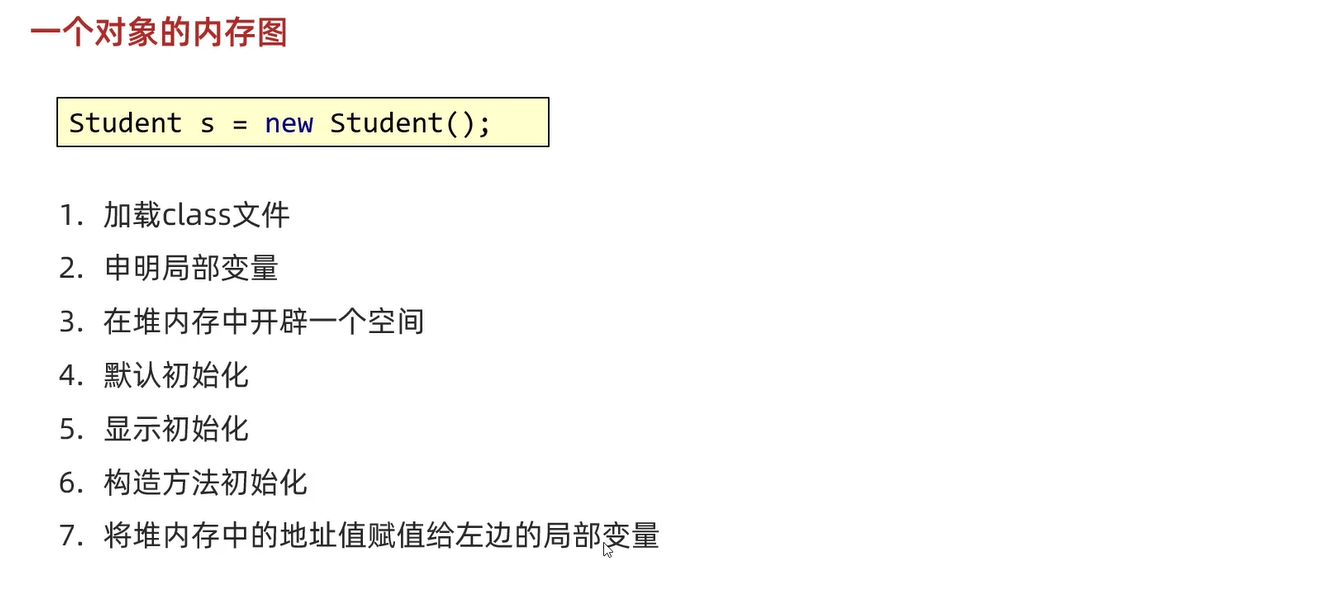 一个对象的内存图
Student s = new Student();
1. 加载class文件
2. 申明局部变量
3. 在堆内存中开辟一个空间
4. 默认初始化
5. 显示初始化
6. 构造方法初始化
7. 将堆内存中的地址值赋值给左边的局部变量